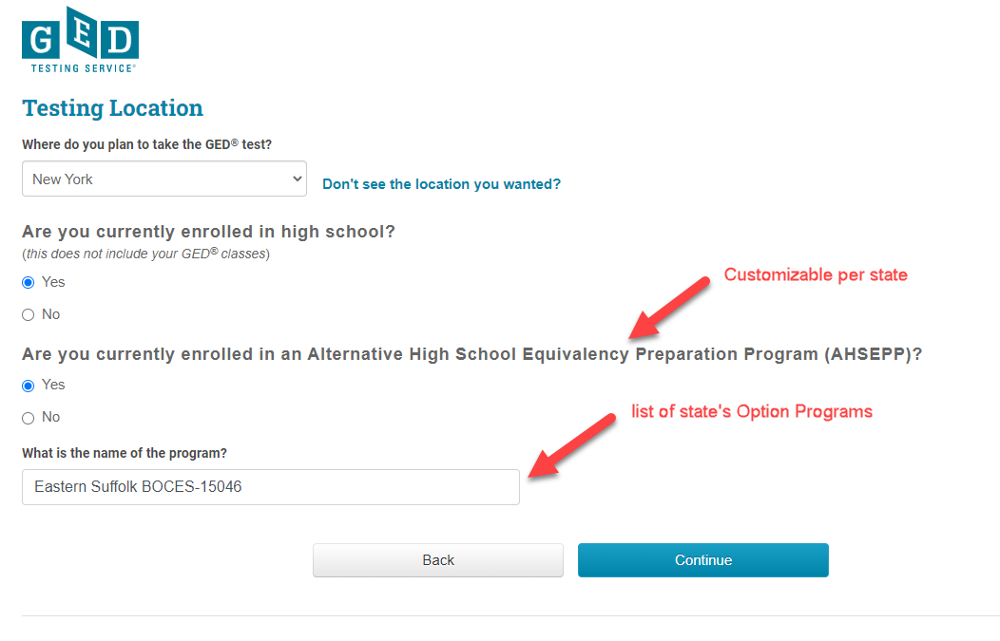 GED
TESTING SERVICE®
Testing Location
Where do you plan to take the GED® test?
New York
Don't see the location you wanted?
Are you currently enrolled in high school?
(this does not include your GED® classes)
Yes
No
Customizable per state
Are you currently enrolled in an Alternative High School Equivalency Preparation Program (AHSEPP)?
Yes
No
list of state's Option Programs
What is the name of the program?
Eastern Suffolk BOCES-15046
Back
Continue